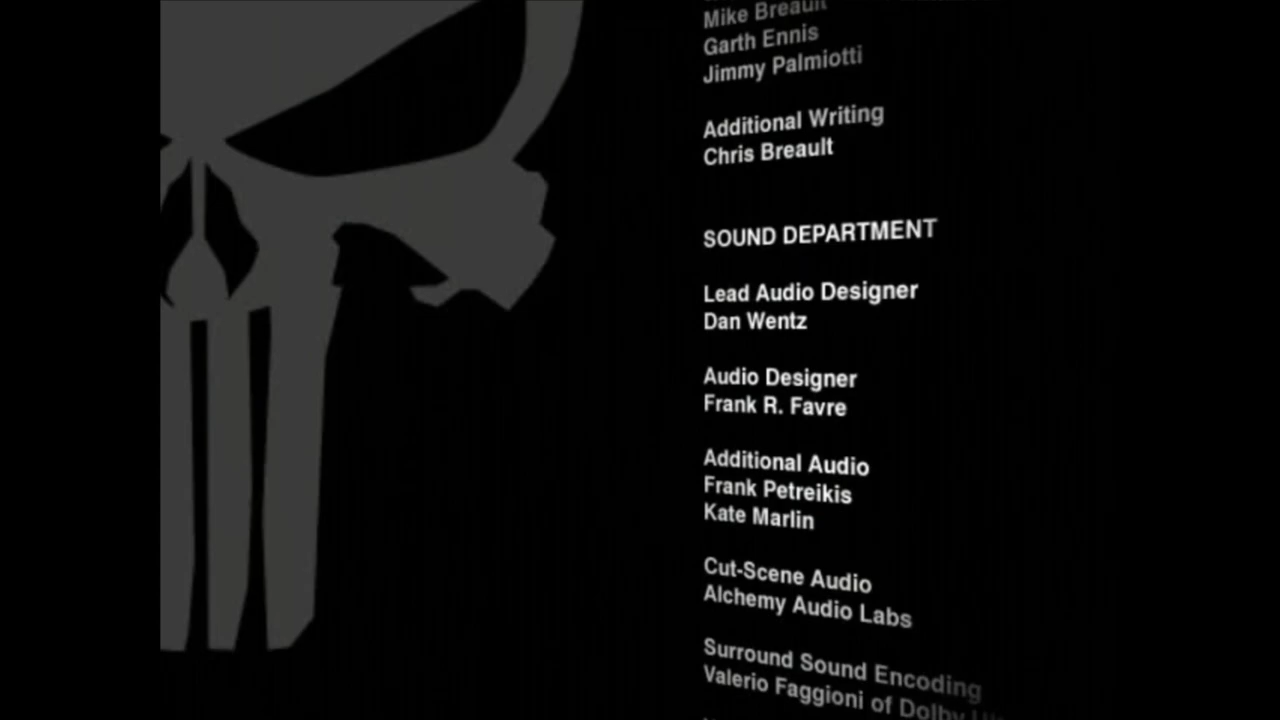 Mike Breault
Garth Ennis
Jimmy Palmiotti
Additional Writing
Chris Breault
SOUND DEPARTMENT
Lead Audio Designer
Dan Wentz
Audio Designer
Frank R. Favre
Additional Audio
Frank Petreikis
Kate Marlin
Cut-Scene Audio
Alchemy Audio Labs
Surround Sound Encoding
Valerio Faggioni of Dolby